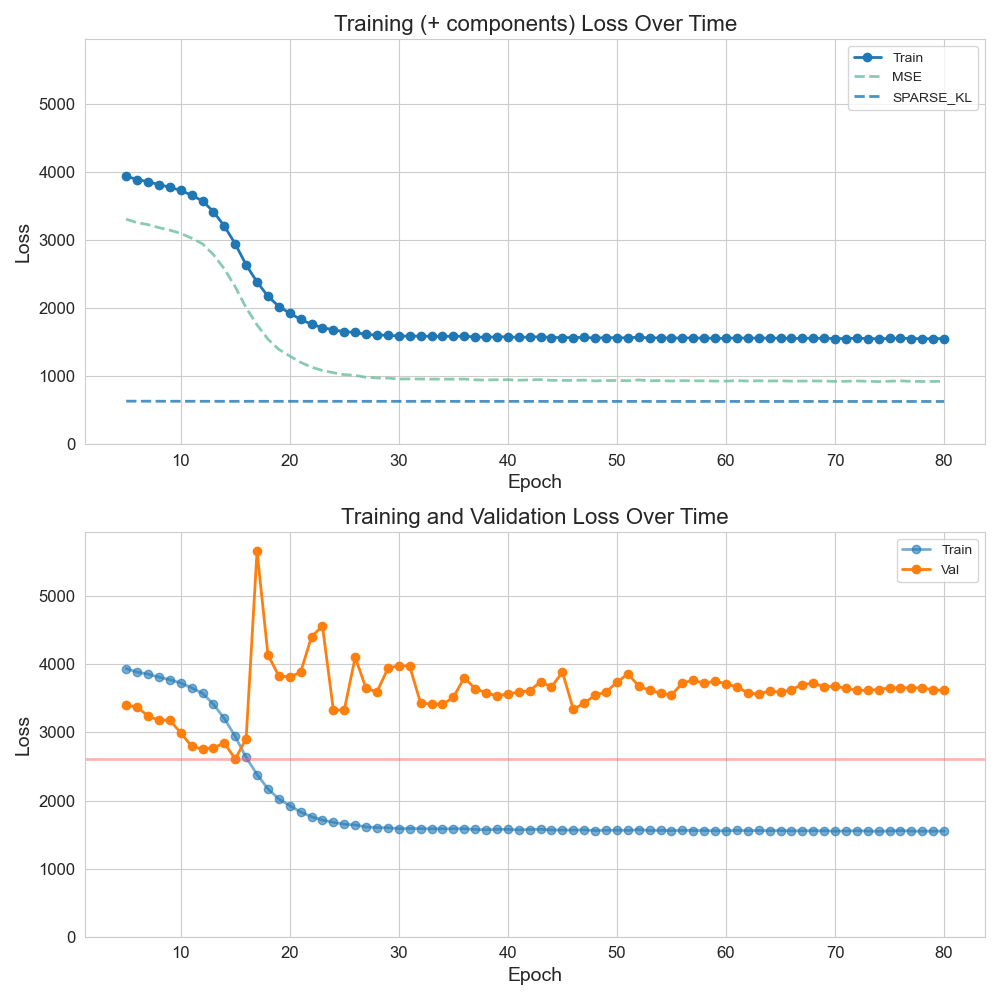 Training (+ components) Loss Over Time
Train
MSE
SPARSE_KL
Loss
5000
4000
3000
2000
1000
0
10 20 30 40 50 60 70 80
Epoch
Training and Validation Loss Over Time
Train
Val
Loss
5000
4000
3000
2000
1000
0
10 20 30 40 50 60 70 80
Epoch